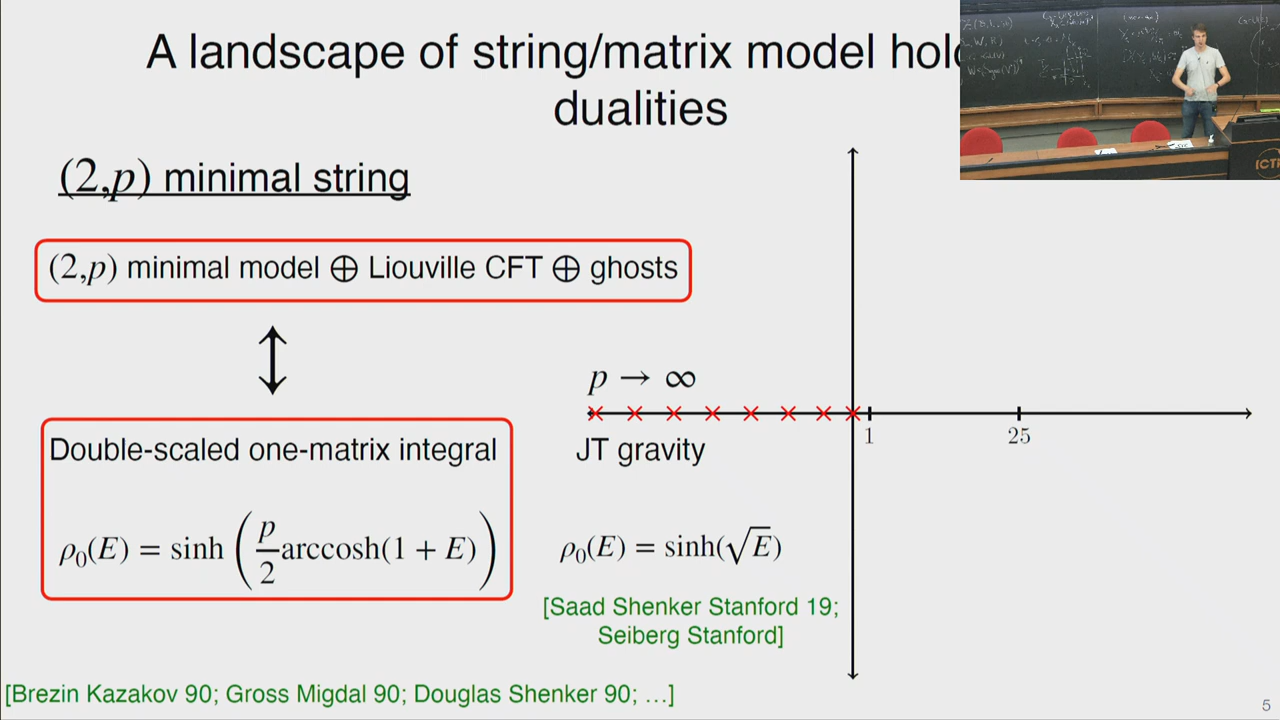 A landscape of string/matrix model
dualities
(2,p) minimal string
(2,p) minimal model ⊕ Liouville CFT ⊕ ghosts
p → ∞
1
25
Double-scaled one-matrix integral
JT gravity
ρ₀(E) = sinh (p/2 arccosh(1 + E))
ρ₀(E) = sinh(√E)
[Saad Shenker Stanford 19;
Seiberg Stanford]
[Brezin Kazakov 90; Gross Migdal 90; Douglas Shenker 90; …]
5